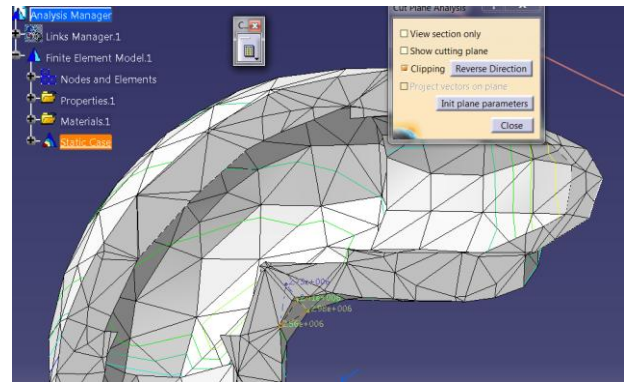 Analysis Manager
Links Manager.1
Finite Element Model.1
Nodes and Elements
Properties.1
Materials.1
Static Case
C...
Cut Plane Analysis
View section only
Show cutting plane
Clipping
Reverse Direction
Project vectors on plane
Init plane parameters
Close